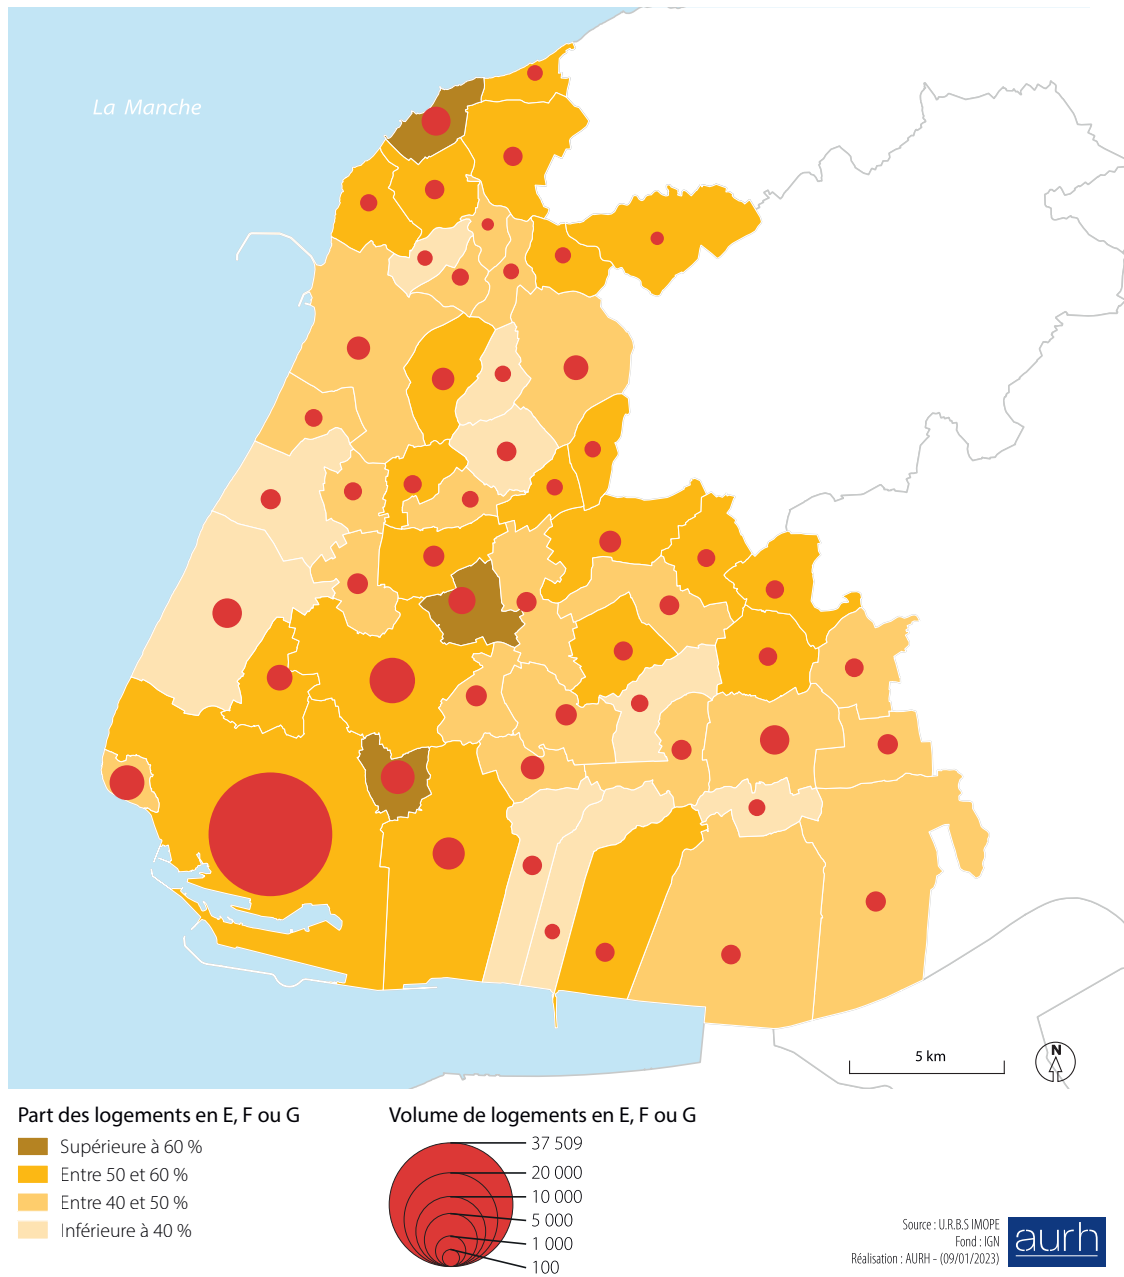 La Manche
5 km
N
Part des logements en E, F ou G
Supérieure à 60 %
Entre 50 et 60 %
Entre 40 et 50 %
Inférieure à 40 %
Volume de logements en E, F ou G
37 509
20 000
10 000
5 000
1 000
100
Source : U.R.B.S IMOPE
Fond : IGN
Réalisation : AURH - (09/01/2023)
aurh